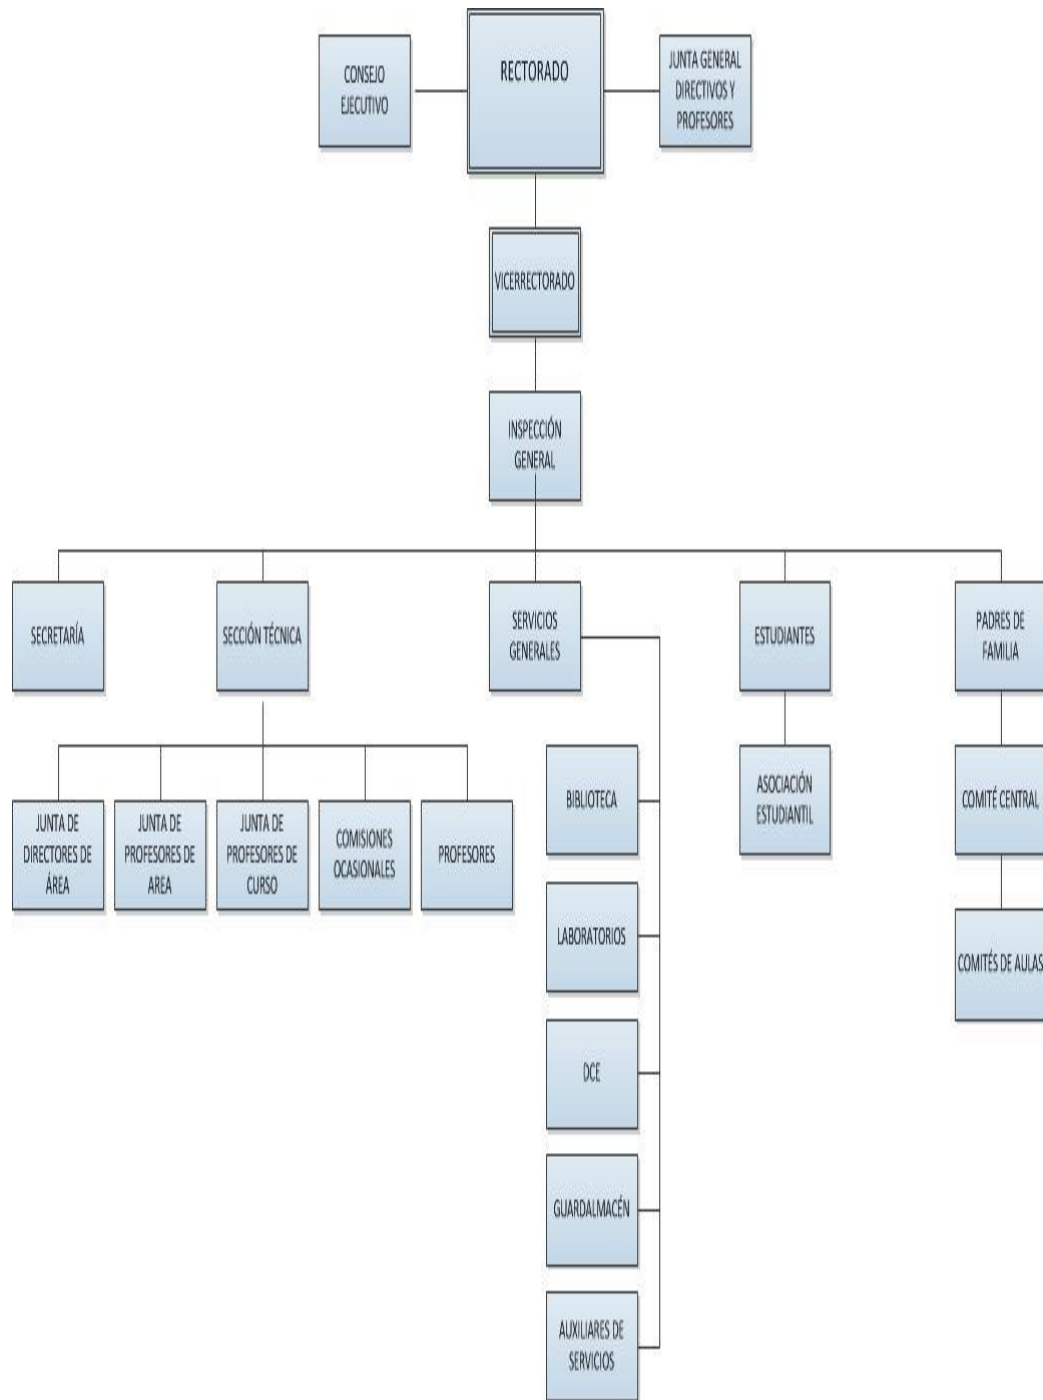 CONSEJO
EJECUTIVO
RECTORADO
JUNTA GENERAL
DIRECTIVOS Y
PROFESORES
VICERRECTORADO
INSPECCIÓN
GENERAL
SECRETARÍA
SECCIÓN TÉCNICA
SERVICIOS
GENERALES
ESTUDIANTES
PADRES DE
FAMILIA
JUNTA DE
DIRECTORES DE
ÁREA
JUNTA DE
PROFESORES DE
AREA
JUNTA DE
PROFESORES DE
CURSO
COMISIONES
OCASIONALES
PROFESORES
BIBLIOTECA
LABORATORIOS
DCE
GUARDALMACÉN
AUXILIARES DE
SERVICIOS
ASOCIACIÓN
ESTUDIANTIL
COMITÉ CENTRAL
COMITÉS DE AULAS